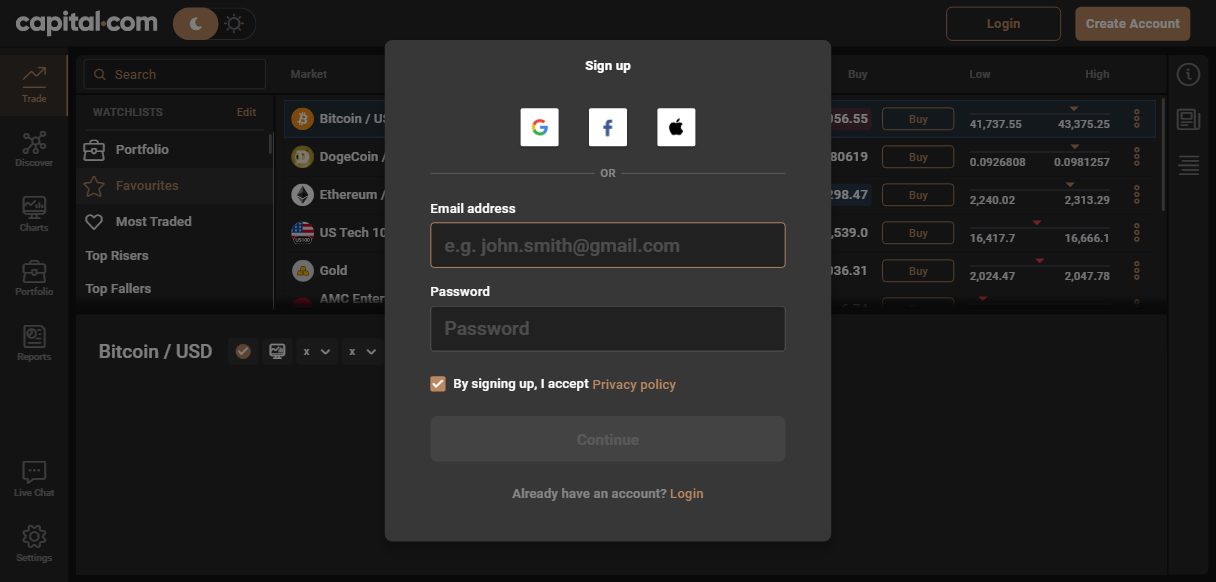 capital.com
Login
Create Account
Trade
Discover
Charts
Portfolio
Reports
Live Chat
Settings
Search
WATCHLISTS Edit
Portfolio
Favourites
Most Traded
Top Risers
Top Fallers
Market Buy Low High
Bitcoin / US 56.55 Buy 41,737.55 43,375.25
DogeCoin / 80619 Buy 0.0926808 0.0981257
Ethereum / 98.47 Buy 2,240.02 2,313.29
US100 US Tech 10 539.0 Buy 16,417.7 16,666.1
Gold 36.31 Buy 2,024.47 2,047.78
AMC Enter
Bitcoin / USD
x
x
Sign up
OR
Email address
e.g. john.smith@gmail.com
Password
Password
By signing up, I accept Privacy policy
Continue
Already have an account? Login